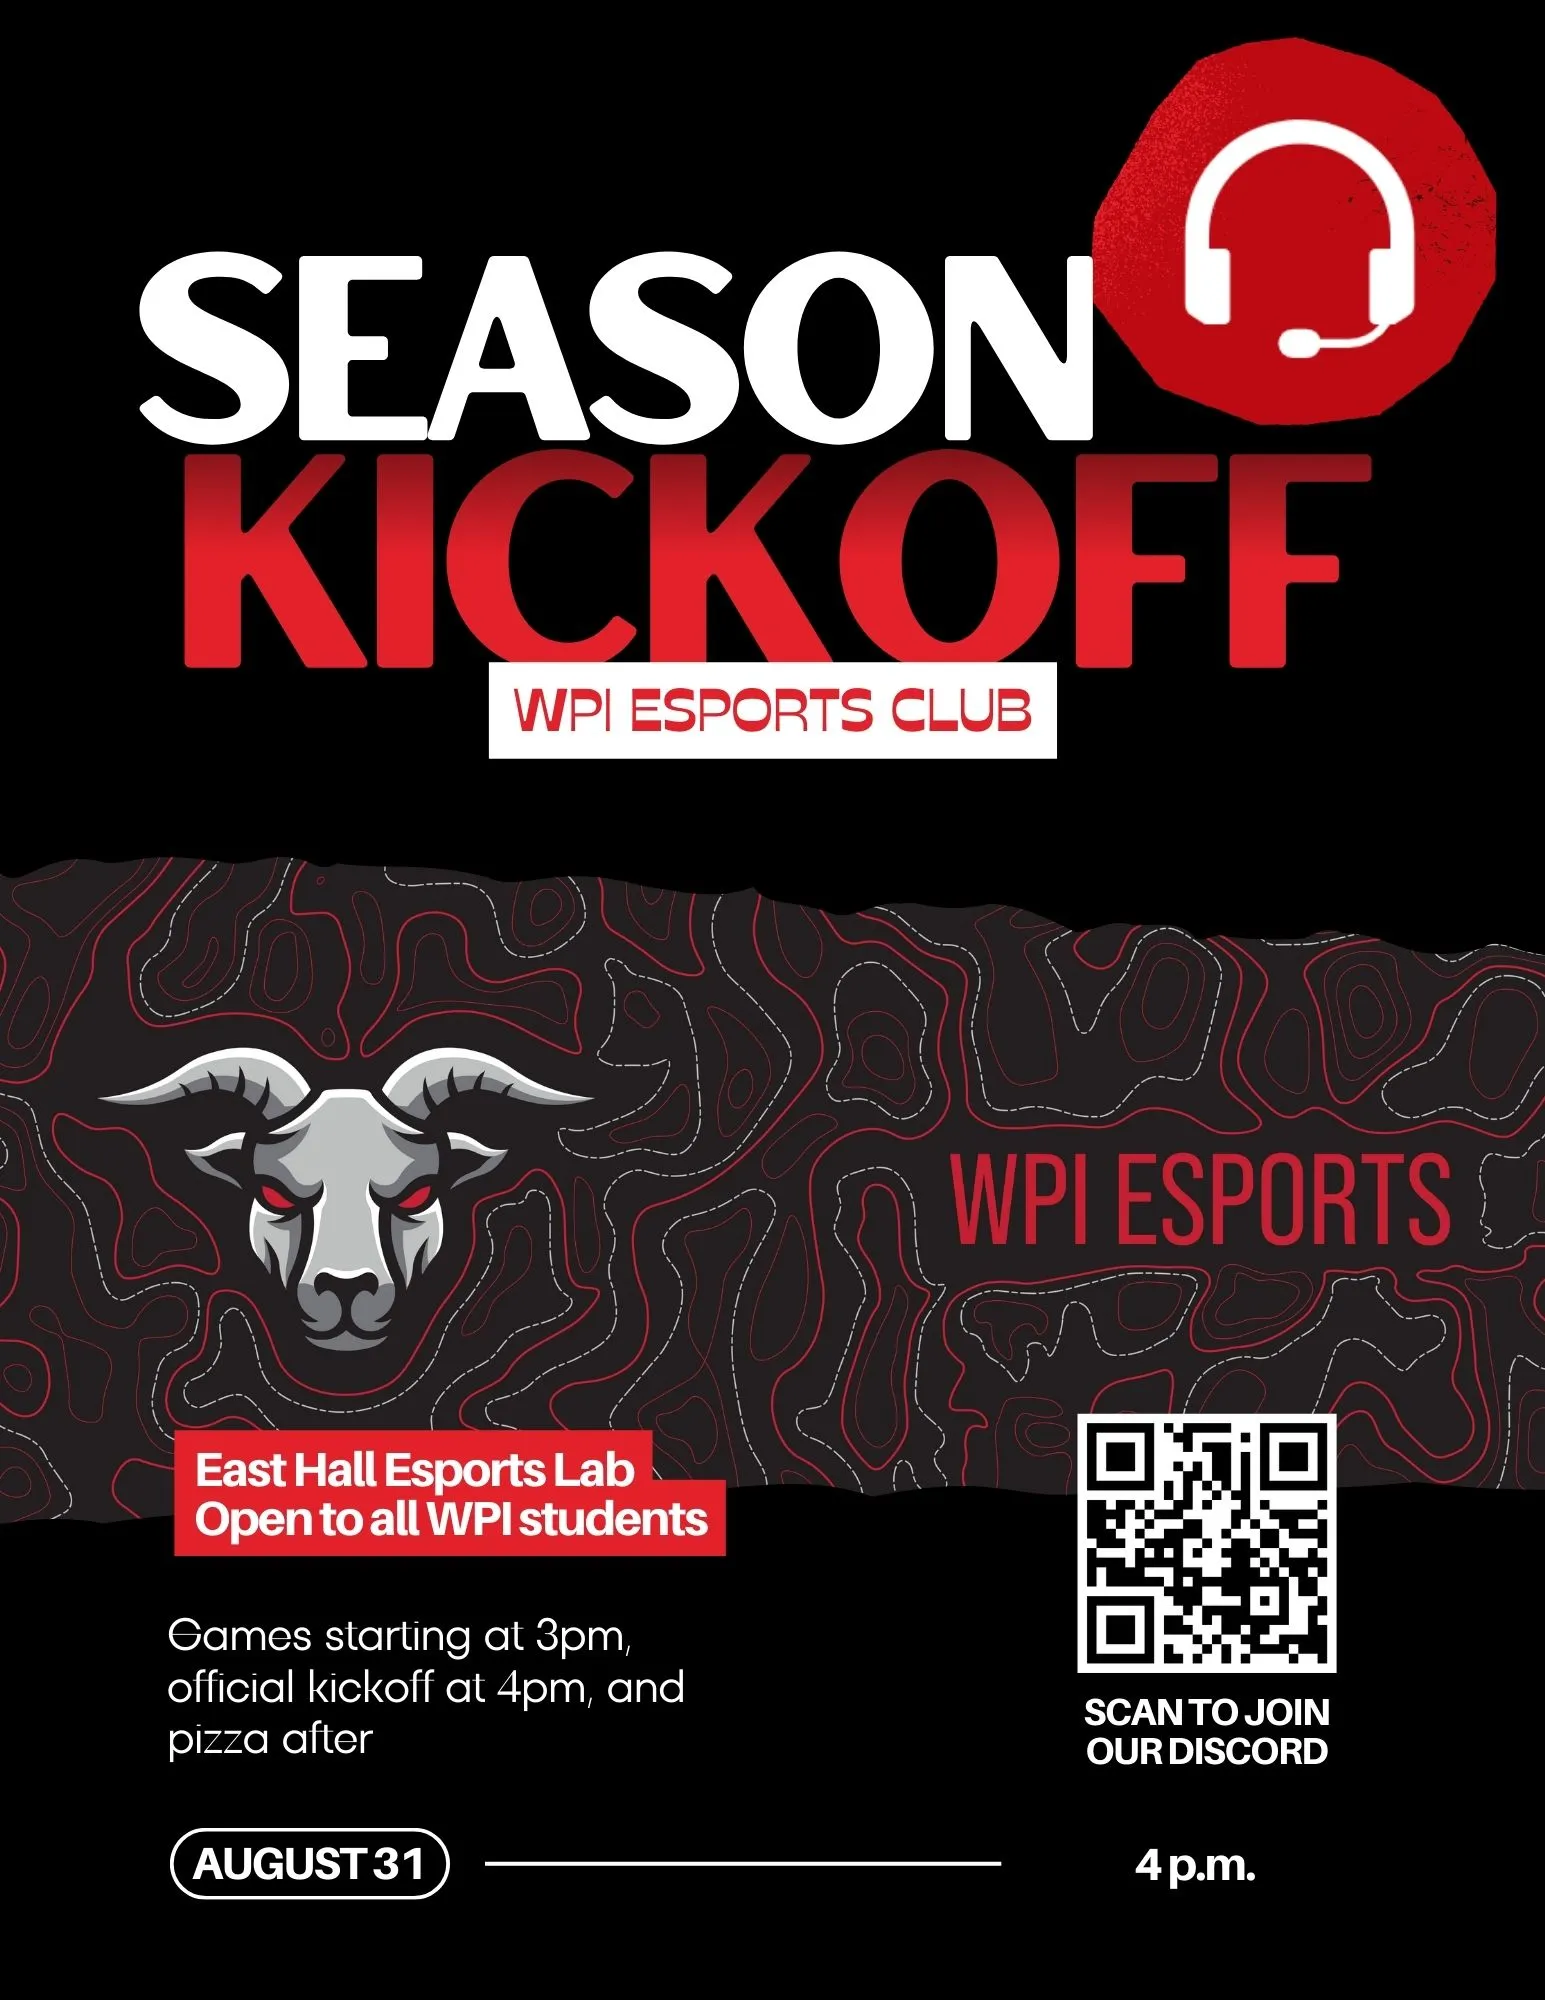 SEASON
KICKOFF
WPI ESPORTS CLUB
WPI ESPORTS
East Hall Esports Lab
Open to all WPI students
Games starting at 3pm,
official kickoff at 4pm, and
pizza after
SCAN TO JOIN
OUR DISCORD
AUGUST 31
4 p.m.